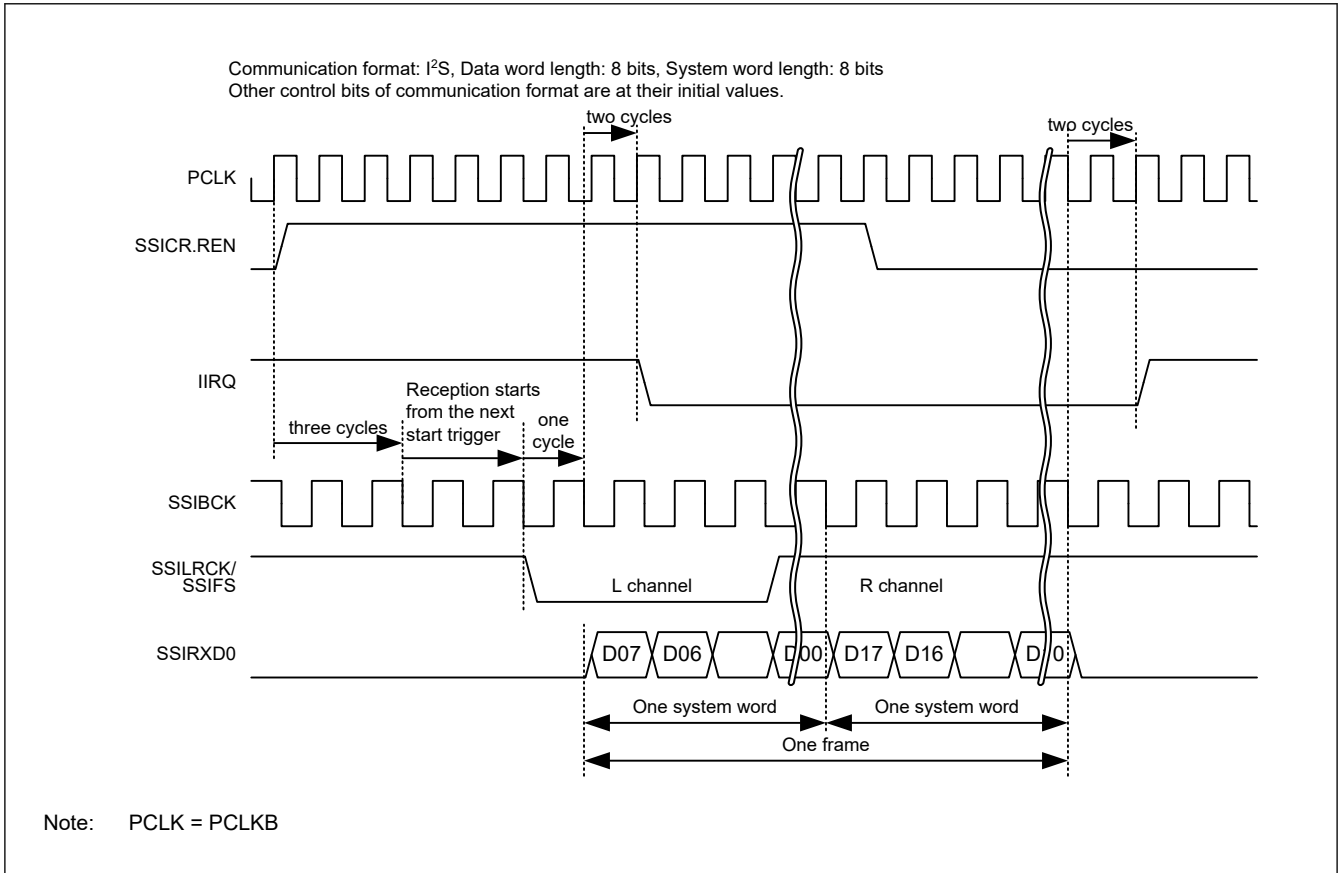 Communication format: I²S, Data word length: 8 bits, System word length: 8 bits
Other control bits of communication format are at their initial values.
two cycles
two cycles
PCLK
SSICR.REN
IIRQ
Reception starts
from the next
start trigger
three cycles
one
cycle
SSIBCK
SSILRCK/
SSIFS
L channel
R channel
SSIRXD0
D07 D06 D00 D17 D16
One system word
One system word
One frame
Note: PCLK = PCLKB